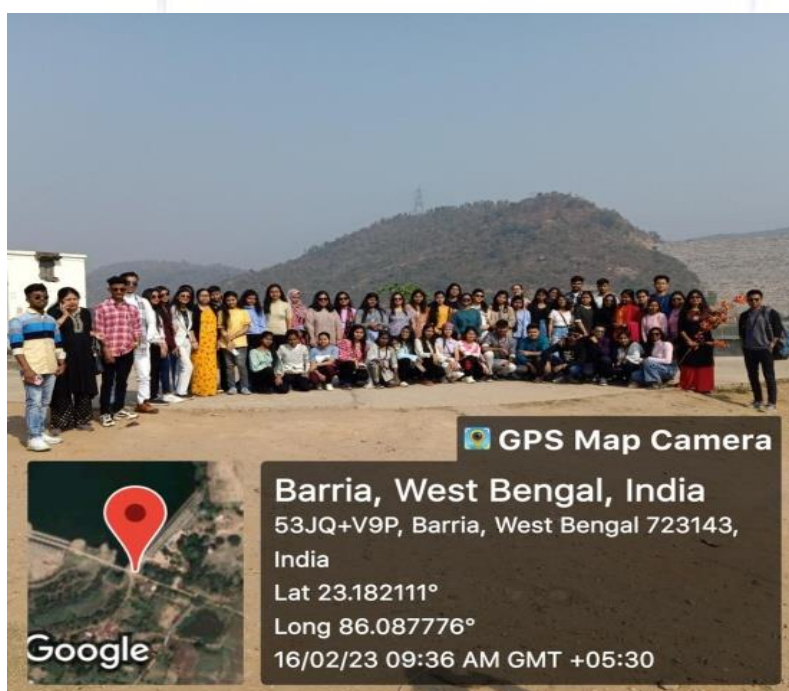 GPS Map Camera
Barria, West Bengal, India
53JQ+V9P, Barria, West Bengal 723143,
India
Lat 23.182111°
Long 86.087776°
16/02/23 09:36 AM GMT +05:30
Google